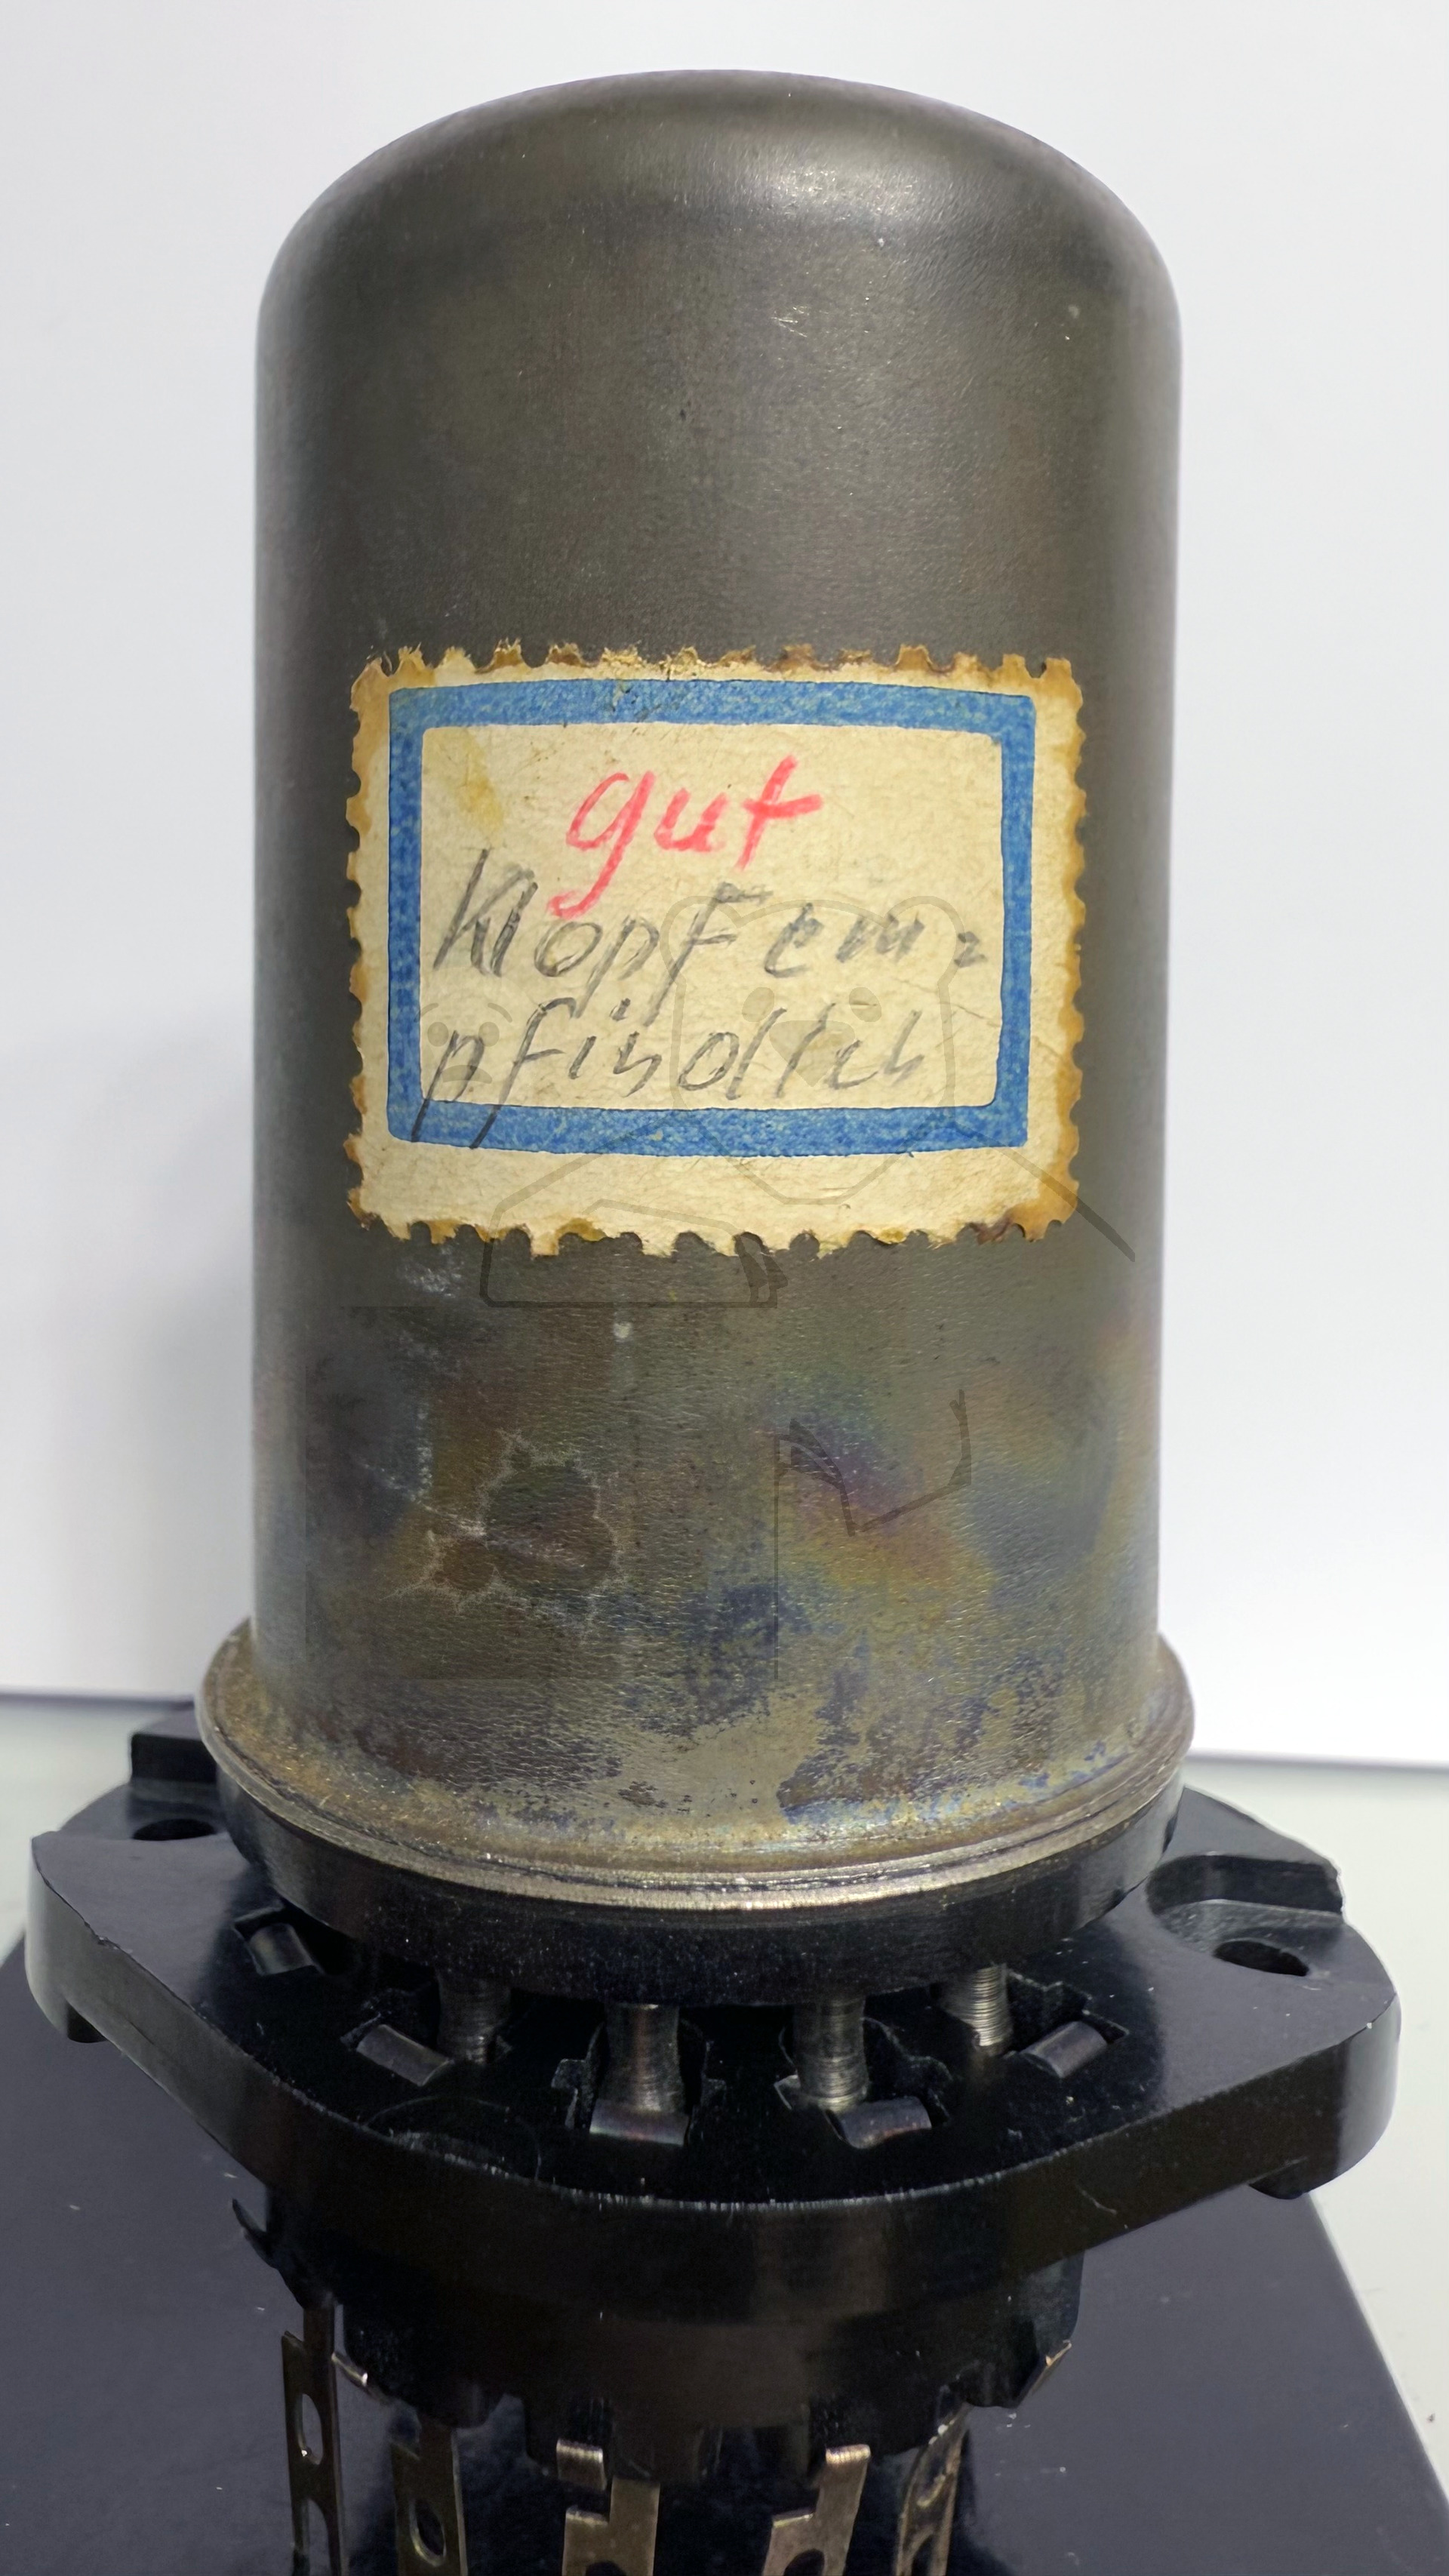 gut
Klopfem=
pfindlich